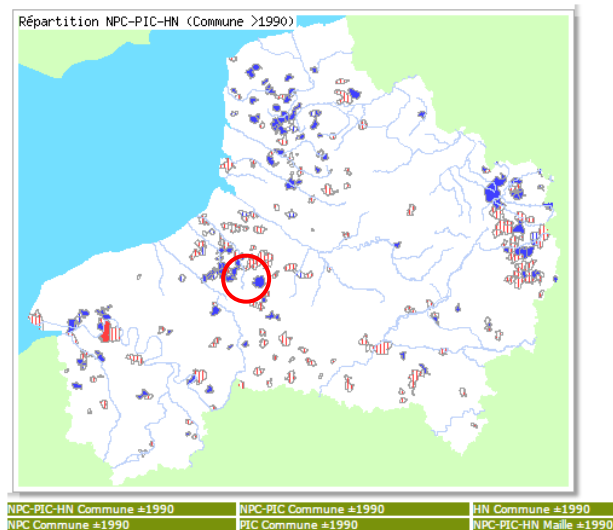 Répartition NPC-PIC-HN (Commune >1990)
NPC-PIC-HN Commune ±1990 NPC-PIC Commune ±1990 HN Commune ±1990
NPC Commune ±1990 PIC Commune ±1990 NPC-PIC-HN Maille ±1990